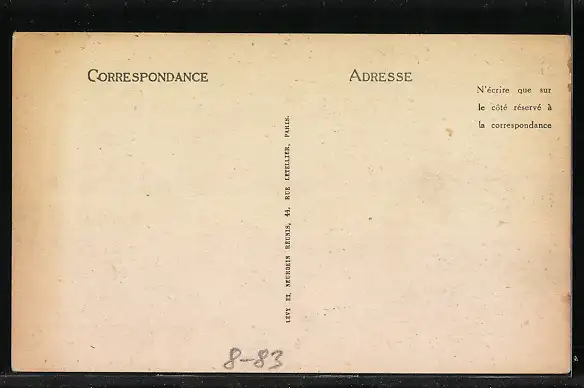 CORRESPONDANCE
ADRESSE
N'écrire que sur
le côté réservé à
la correspondance
LÉVY ET NEURDEIN RÉUNIS, 44, RUE LETELLIER, PARIS.
8-83